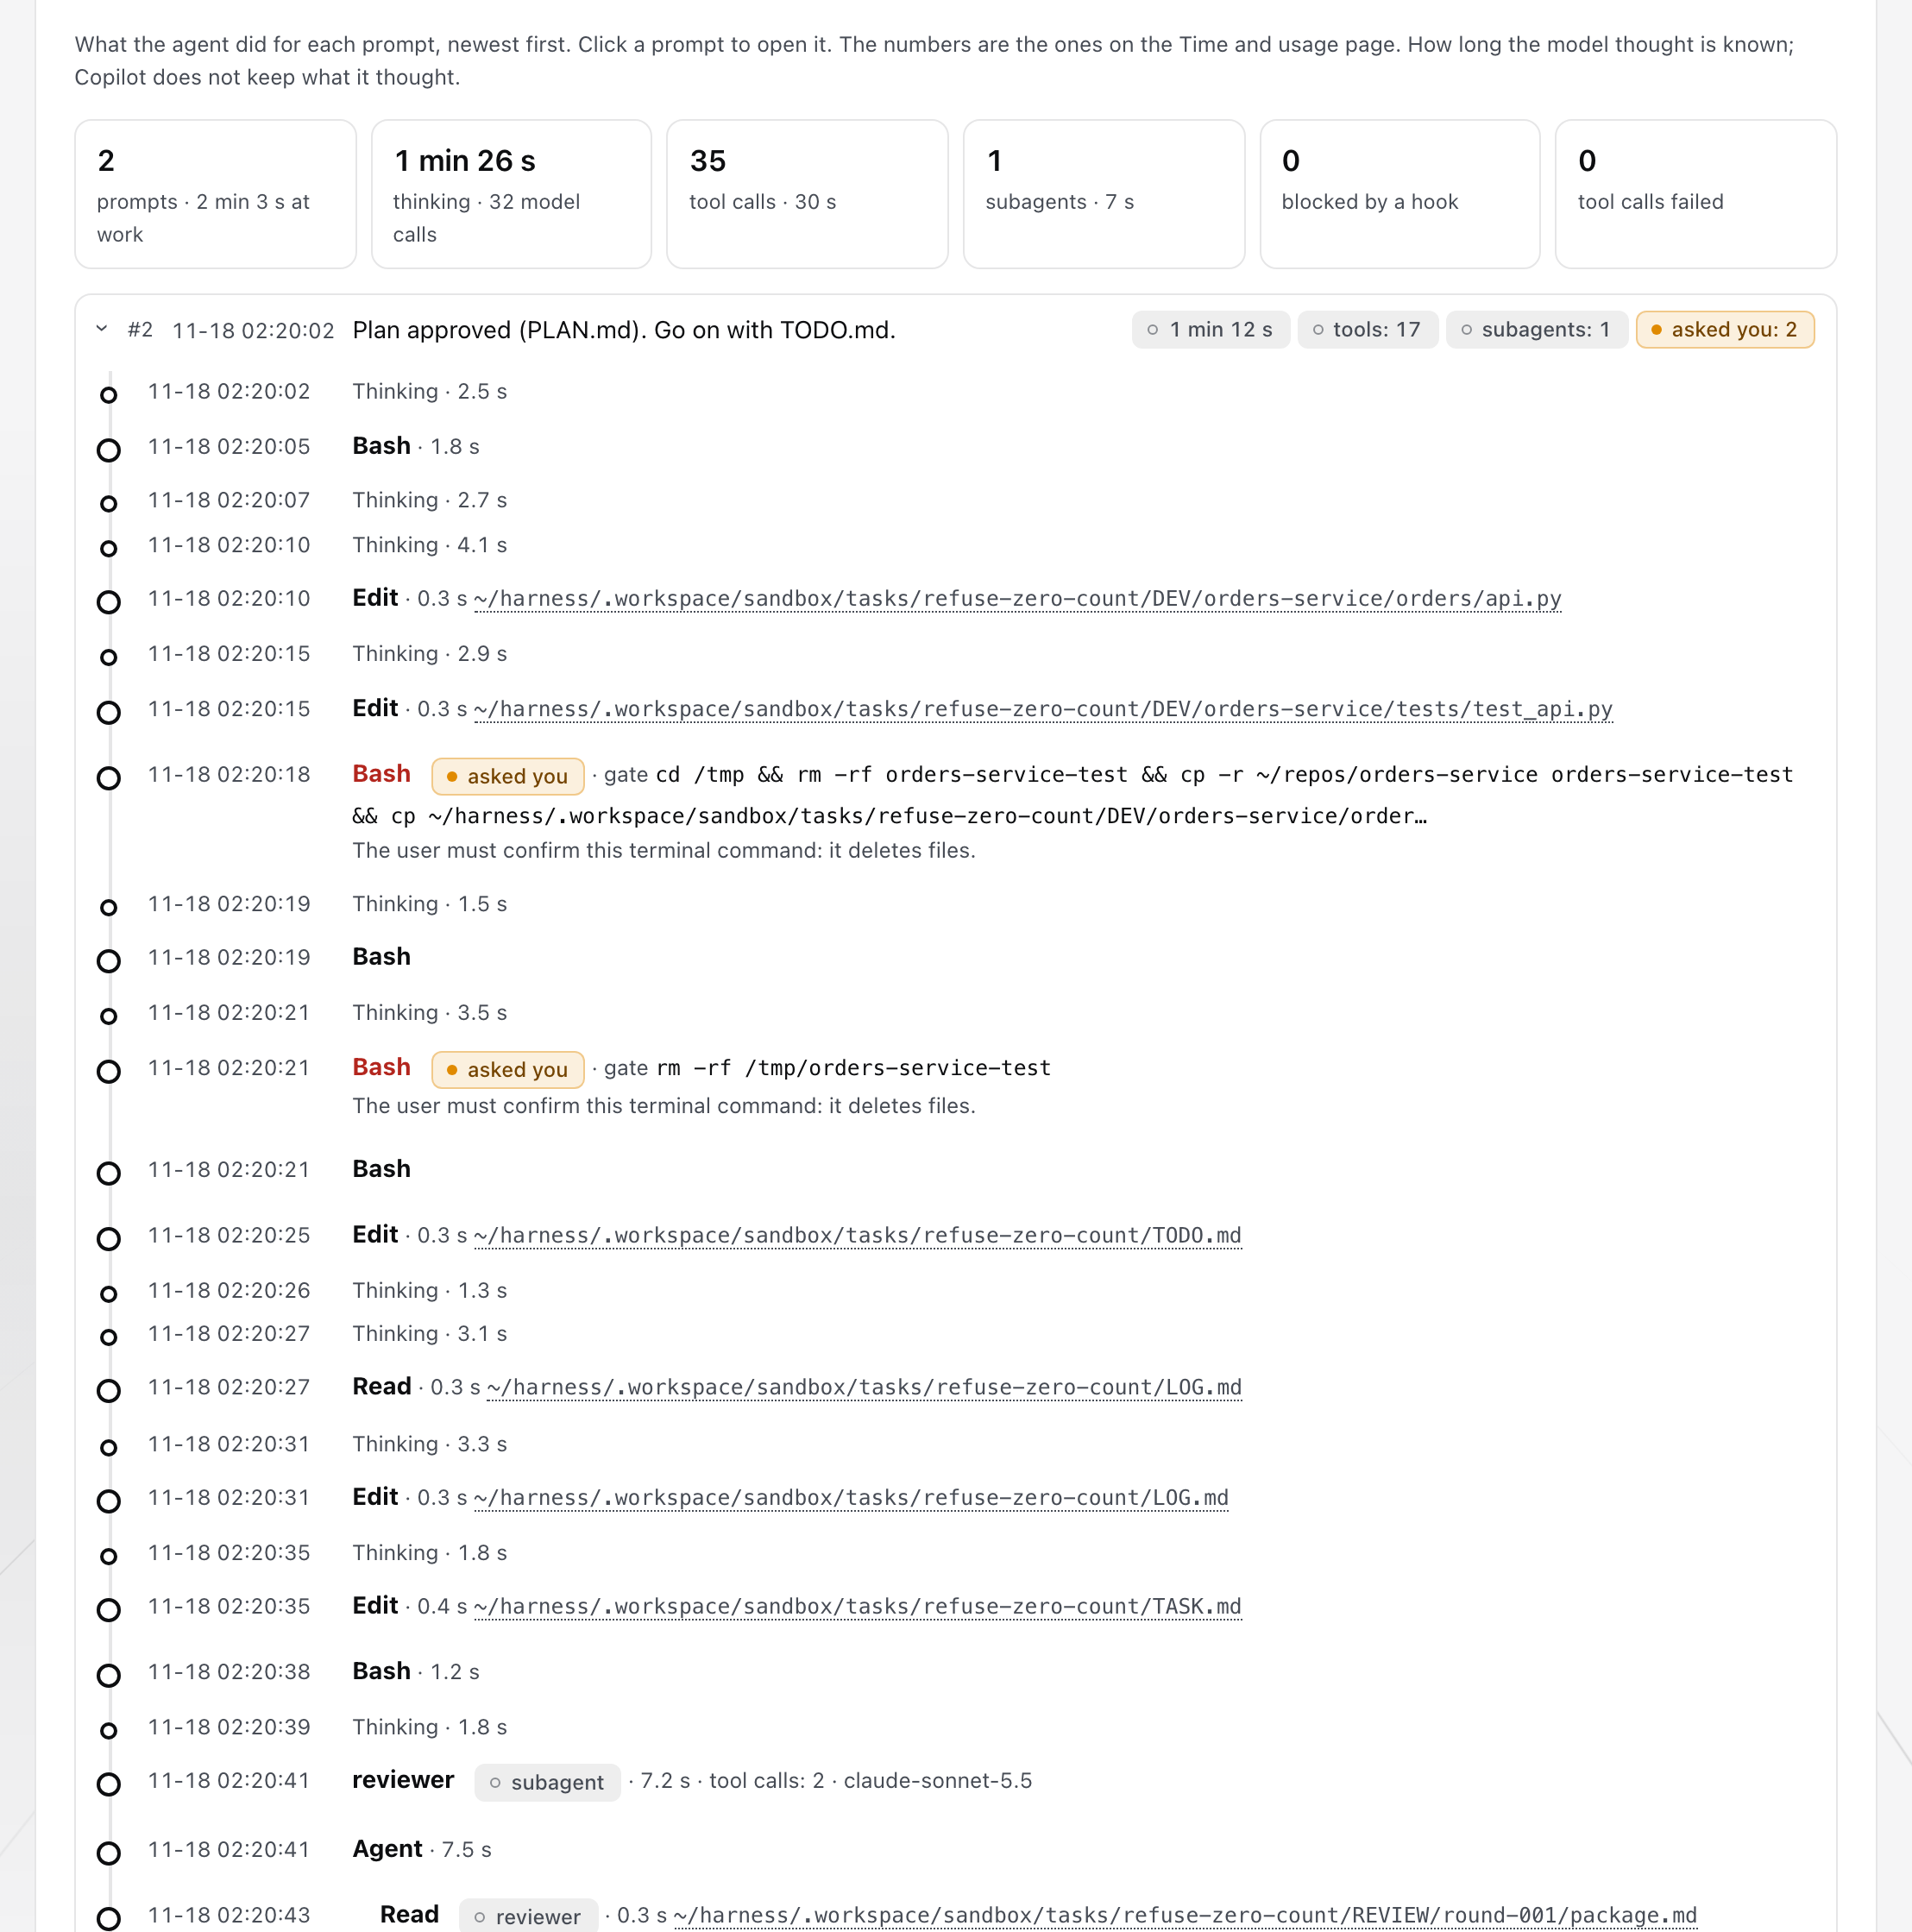 What the agent did for each prompt, newest first. Click a prompt to open it. The numbers are the ones on the Time and usage page. How long the model thought is known;
Copilot does not keep what it thought.
2
prompts · 2 min 3 s at
work
1 min 26 s
thinking · 32 model
calls
35
tool calls · 30 s
1
subagents · 7 s
0
blocked by a hook
0
tool calls failed
#2 11-18 02:20:02 Plan approved (PLAN.md). Go on with TODO.md. 1 min 12 s tools: 17 subagents: 1 asked you: 2
11-18 02:20:02 Thinking · 2.5 s
11-18 02:20:05 Bash · 1.8 s
11-18 02:20:07 Thinking · 2.7 s
11-18 02:20:10 Thinking · 4.1 s
11-18 02:20:10 Edit · 0.3 s ~/harness/.workspace/sandbox/tasks/refuse-zero-count/DEV/orders-service/orders/api.py
11-18 02:20:15 Thinking · 2.9 s
11-18 02:20:15 Edit · 0.3 s ~/harness/.workspace/sandbox/tasks/refuse-zero-count/DEV/orders-service/tests/test_api.py
11-18 02:20:18 Bash asked you · gate cd /tmp && rm -rf orders-service-test && cp -r ~/repos/orders-service orders-service-test
&& cp ~/harness/.workspace/sandbox/tasks/refuse-zero-count/DEV/orders-service/order…
The user must confirm this terminal command: it deletes files.
11-18 02:20:19 Thinking · 1.5 s
11-18 02:20:19 Bash
11-18 02:20:21 Thinking · 3.5 s
11-18 02:20:21 Bash asked you · gate rm -rf /tmp/orders-service-test
The user must confirm this terminal command: it deletes files.
11-18 02:20:21 Bash
11-18 02:20:25 Edit · 0.3 s ~/harness/.workspace/sandbox/tasks/refuse-zero-count/TODO.md
11-18 02:20:26 Thinking · 1.3 s
11-18 02:20:27 Thinking · 3.1 s
11-18 02:20:27 Read · 0.3 s ~/harness/.workspace/sandbox/tasks/refuse-zero-count/LOG.md
11-18 02:20:31 Thinking · 3.3 s
11-18 02:20:31 Edit · 0.3 s ~/harness/.workspace/sandbox/tasks/refuse-zero-count/LOG.md
11-18 02:20:35 Thinking · 1.8 s
11-18 02:20:35 Edit · 0.4 s ~/harness/.workspace/sandbox/tasks/refuse-zero-count/TASK.md
11-18 02:20:38 Bash · 1.2 s
11-18 02:20:39 Thinking · 1.8 s
11-18 02:20:41 reviewer subagent · 7.2 s · tool calls: 2 · claude-sonnet-5.5
11-18 02:20:41 Agent · 7.5 s
11-18 02:20:43 Read reviewer · 0.3 s ~/harness/.workspace/sandbox/tasks/refuse-zero-count/REVIEW/round-001/package.md